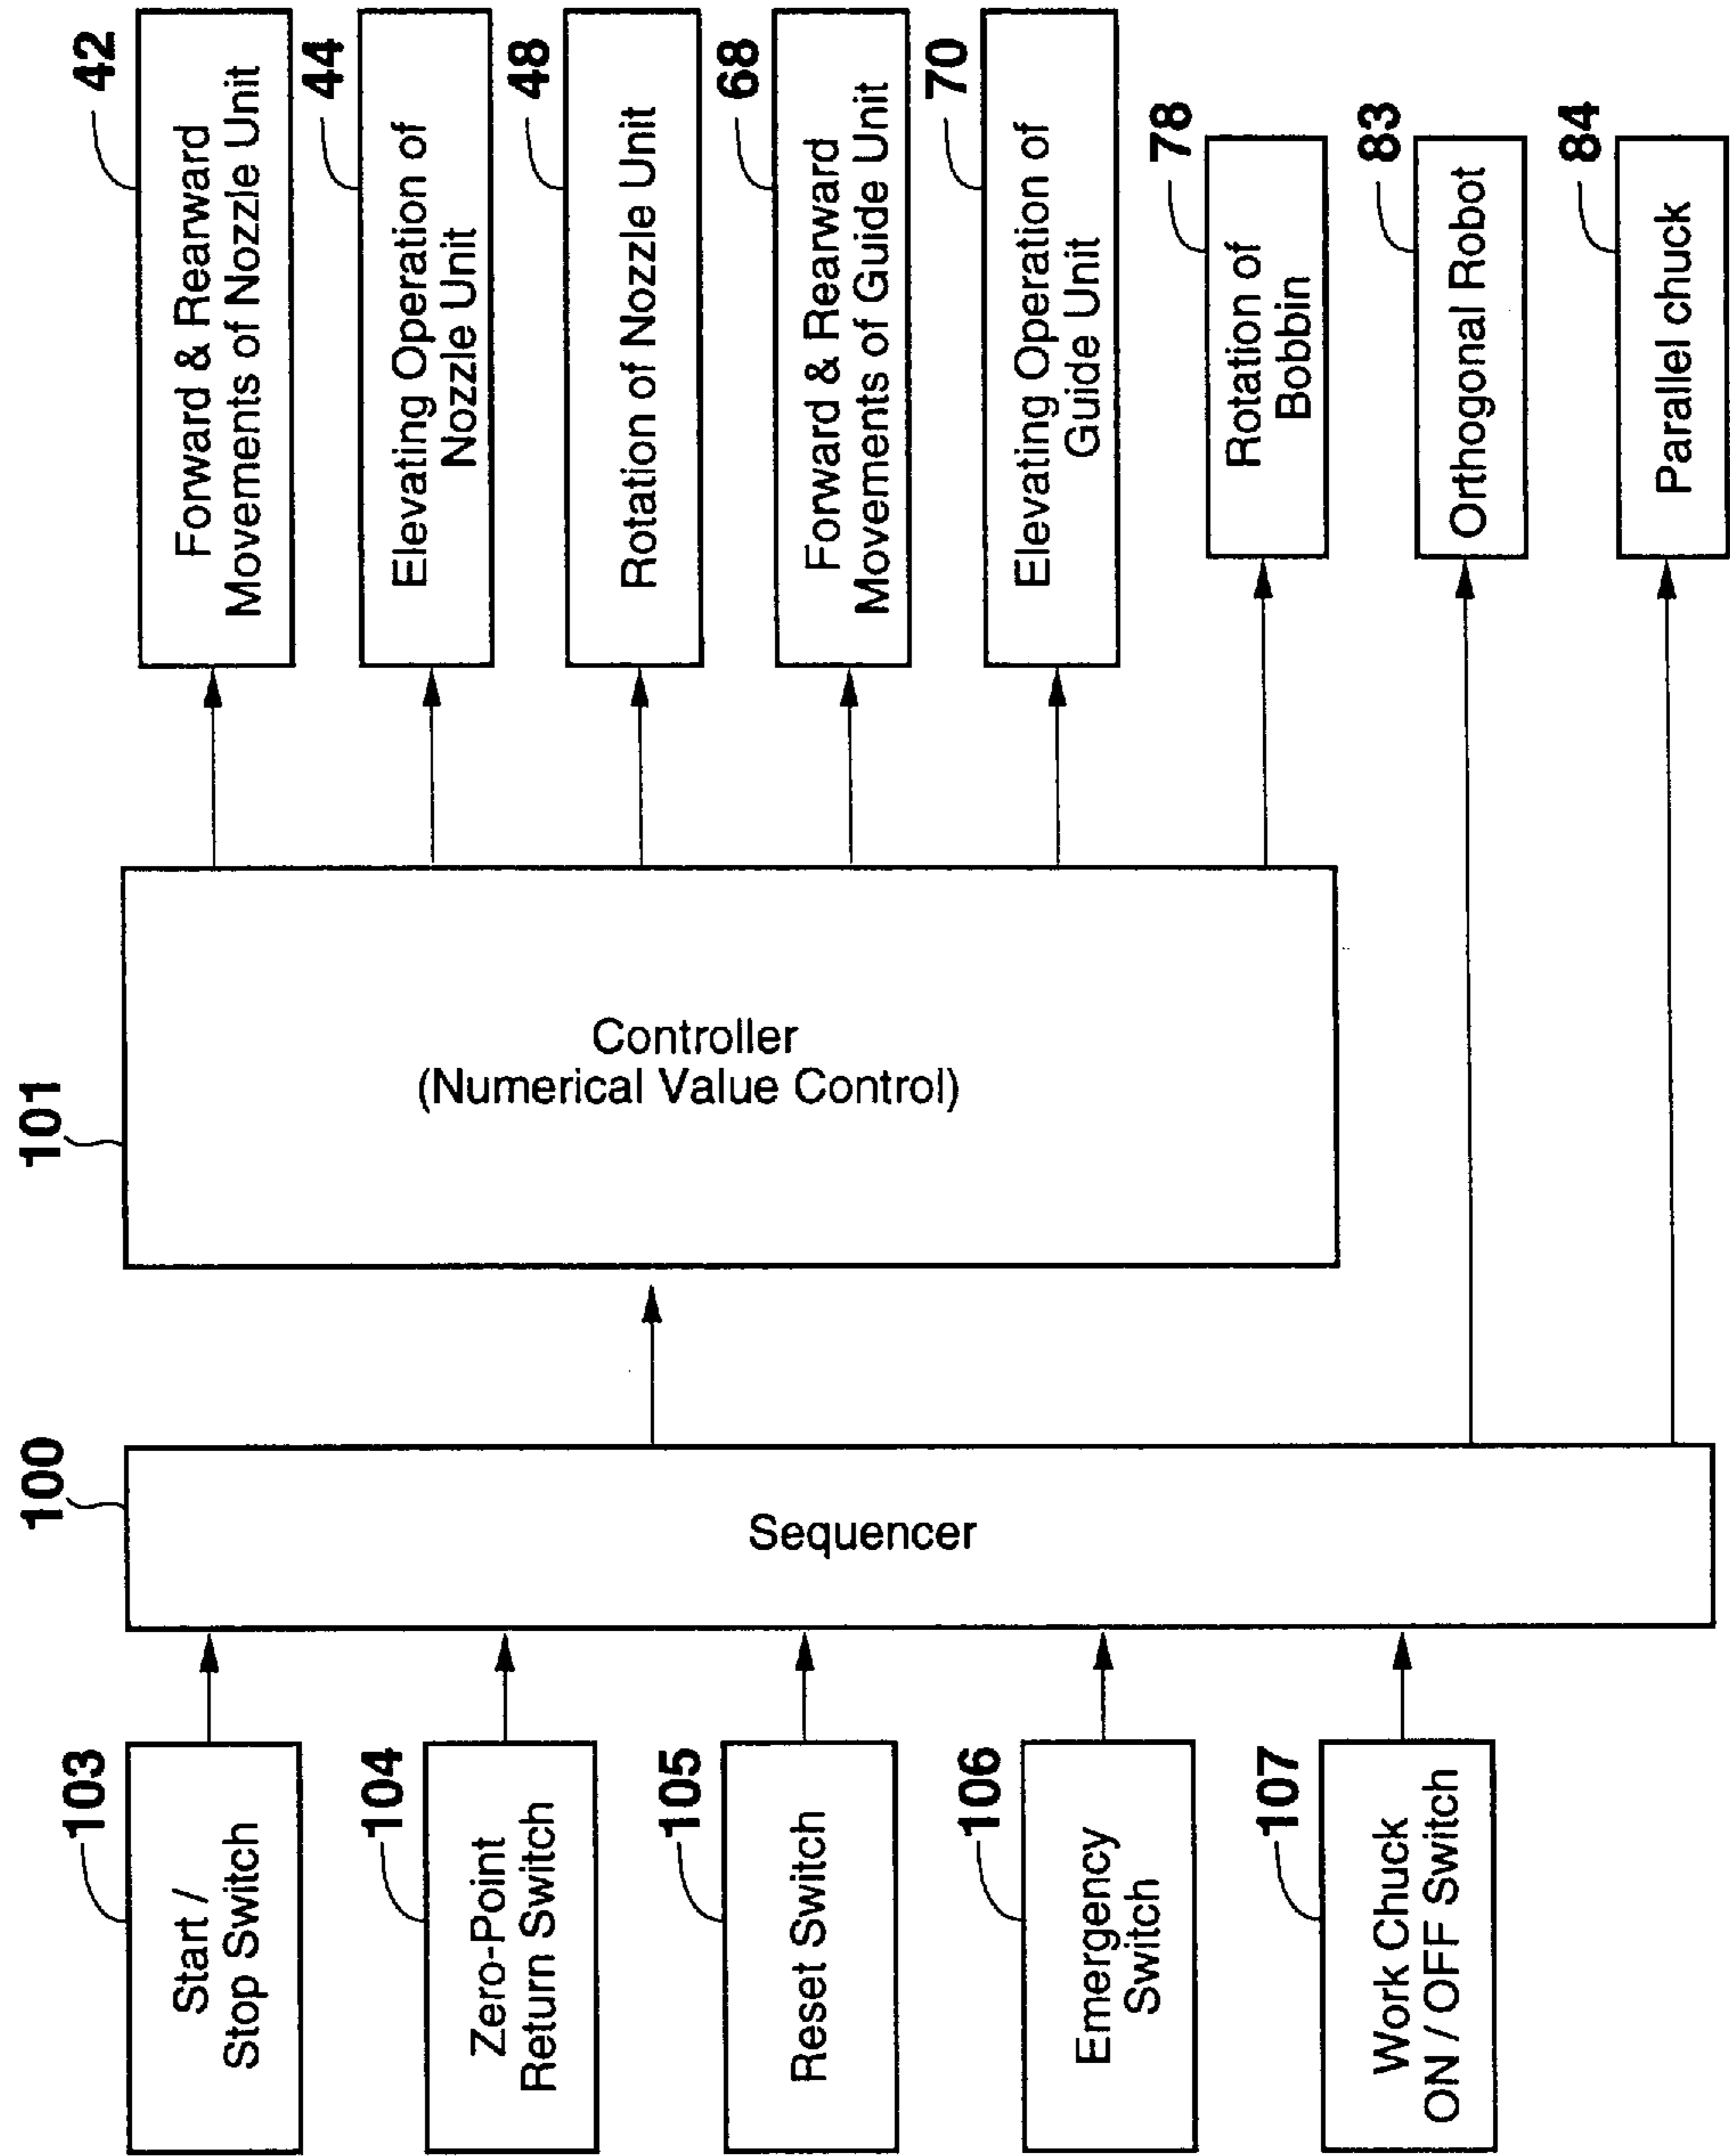 103
Start /
Stop Switch
104
Zero-Point
Return Switch
105
Reset Switch
106
Emergency
Switch
107
Work Chuck
ON / OFF Switch
100
Sequencer
101
Controller
(Numerical Value Control)
42
Forward & Rearward
Movements of Nozzle Unit
44
Elevating Operation of
Nozzle Unit
48
Rotation of Nozzle Unit
68
Forward & Rearward
Movements of Guide Unit
70
Elevating Operation of
Guide Unit
78
Rotation of
Bobbin
83
Orthogonal Robot
84
Parallel chuck